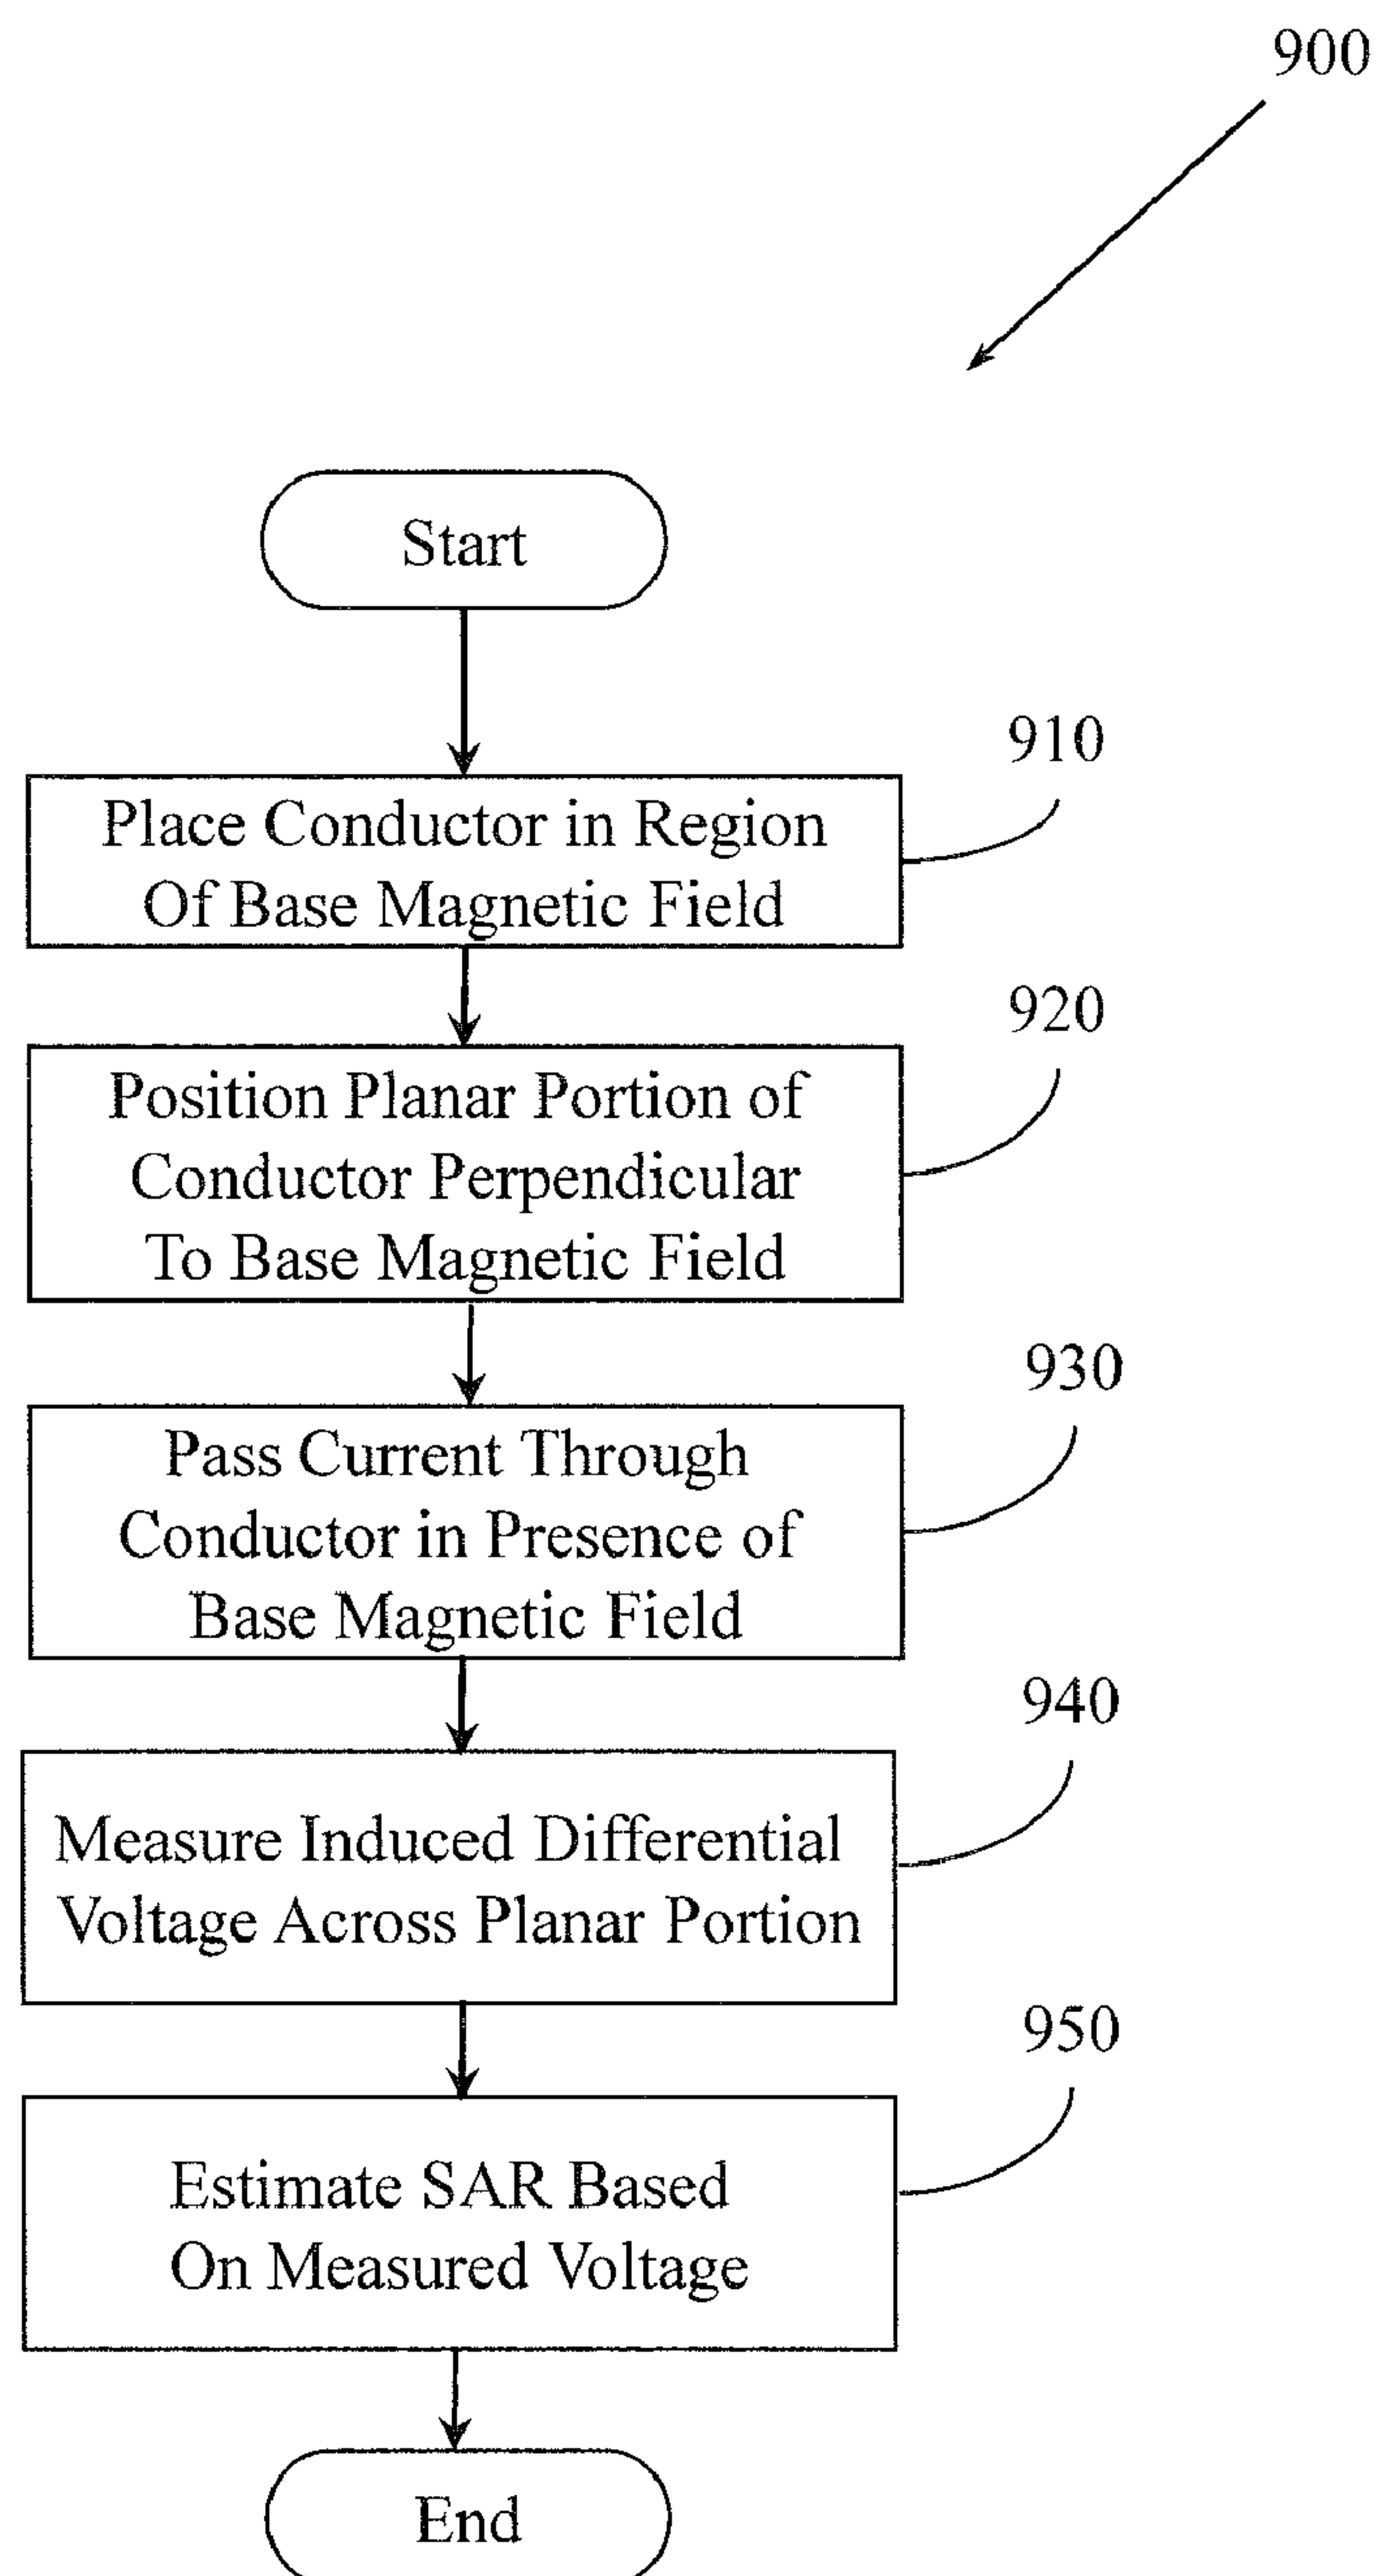 900
Start
910
Place Conductor in Region
Of Base Magnetic Field
920
Position Planar Portion of
Conductor Perpendicular
To Base Magnetic Field
930
Pass Current Through
Conductor in Presence of
Base Magnetic Field
940
Measure Induced Differential
Voltage Across Planar Portion
950
Estimate SAR Based
On Measured Voltage
End